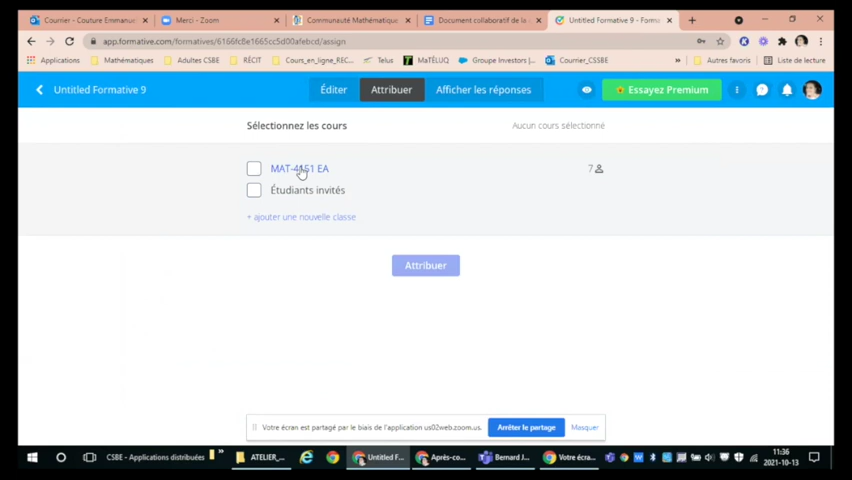 Courrier - Couture Emmanue
Merci - Zoom
Communauté Mathématique
Document collaboratif de la
Untitled Formative 9 - Forma
app.formative.com/formatives/6166fc8e1665cc5d00afebcd/assign
Applications
Mathématiques
Adultes CSBE
RÉCIT
Cours_en_ligne_REC...
Telus
MaTÉLUQ
Groupe Investors |...
Courrier_CSSBE
»
Autres favoris
Liste de lecture
Untitled Formative 9
Éditer
Attribuer
Afficher les réponses
Essayez Premium
Sélectionnez les cours
Aucun cours sélectionné
MAT-4151 EA
7
Étudiants invités
+ ajouter une nouvelle classe
Attribuer
Votre écran est partagé par le biais de l'application us02web.zoom.us.
Arrêter le partage
Masquer
CSBE - Applications distribuées
»
ATELIER_...
Untitled F...
Après-co...
Bernard J...
Votre écra...
11:36
2021-10-13